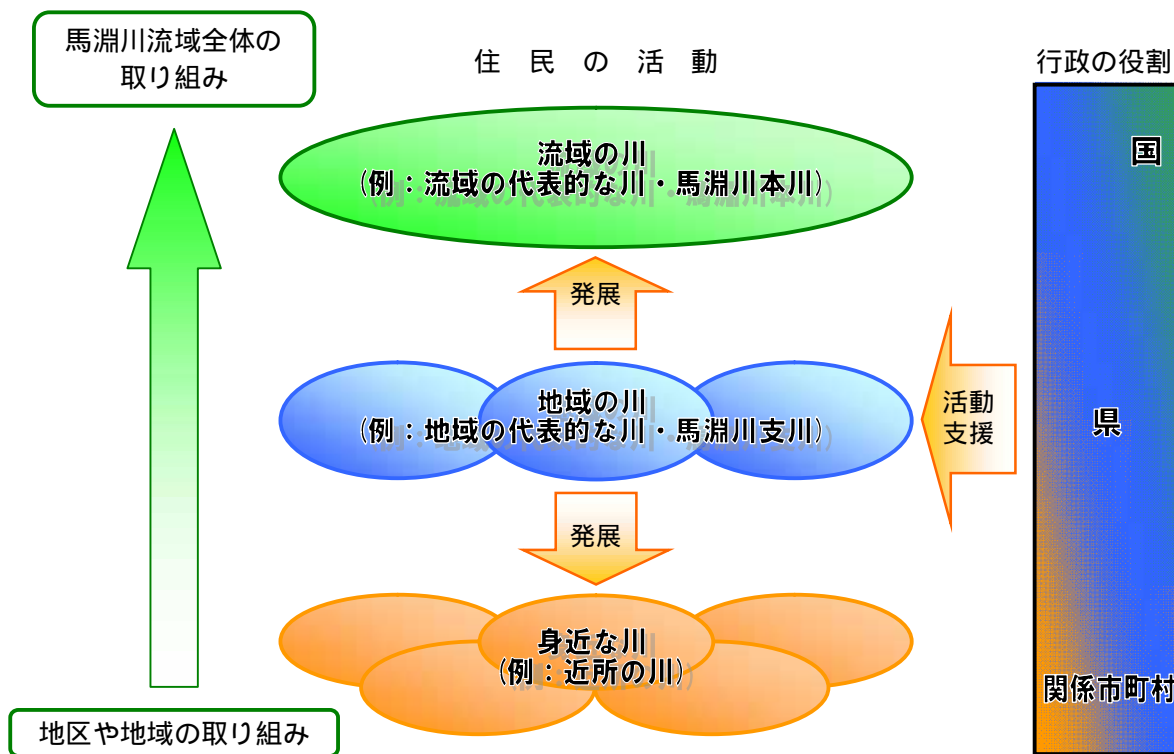 馬淵川流域全体の
取り組み
住民の活動
行政の役割
国
流域の川
(例：流域の代表的な川・馬淵川本川)
発展
地域の川
(例：地域の代表的な川・馬淵川支川)
活動
支援
県
発展
身近な川
(例：近所の川)
関係市町村
地区や地域の取り組み